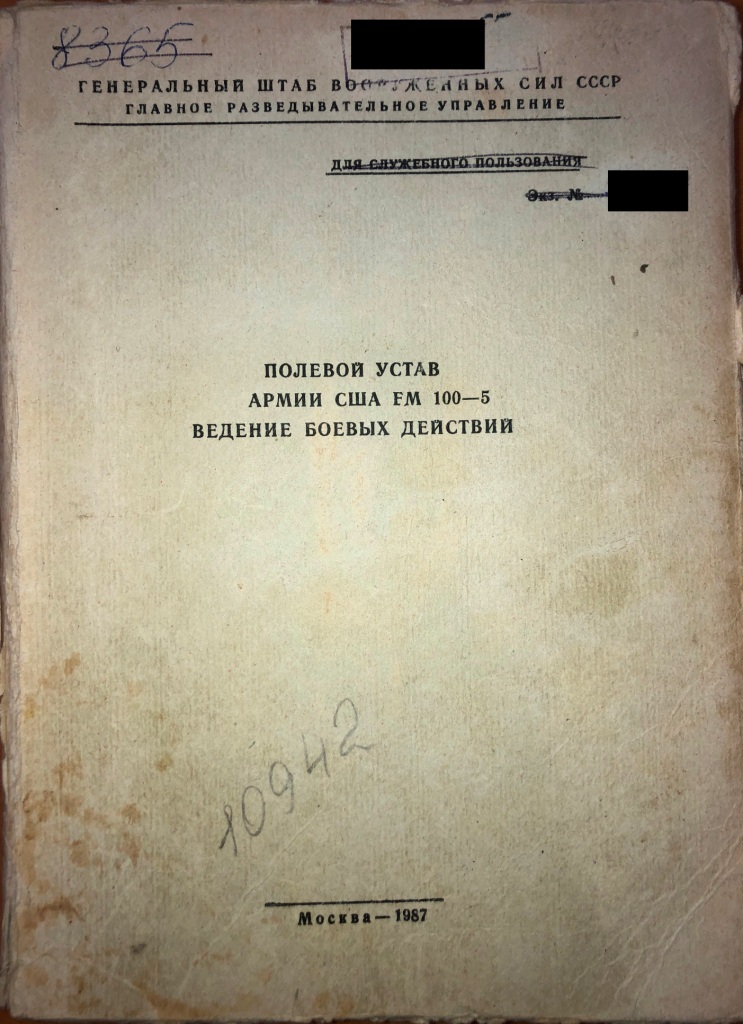 8365
ГЕНЕРАЛЬНЫЙ ШТАБ ВООРУЖЕННЫХ СИЛ СССР
ГЛАВНОЕ РАЗВЕДЫВАТЕЛЬНОЕ УПРАВЛЕНИЕ
ДЛЯ СЛУЖЕБНОГО ПОЛЬЗОВАНИЯ
Экз. №
ПОЛЕВОЙ УСТАВ
АРМИИ США FM 100—5
ВЕДЕНИЕ БОЕВЫХ ДЕЙСТВИЙ
10942
Москва — 1987